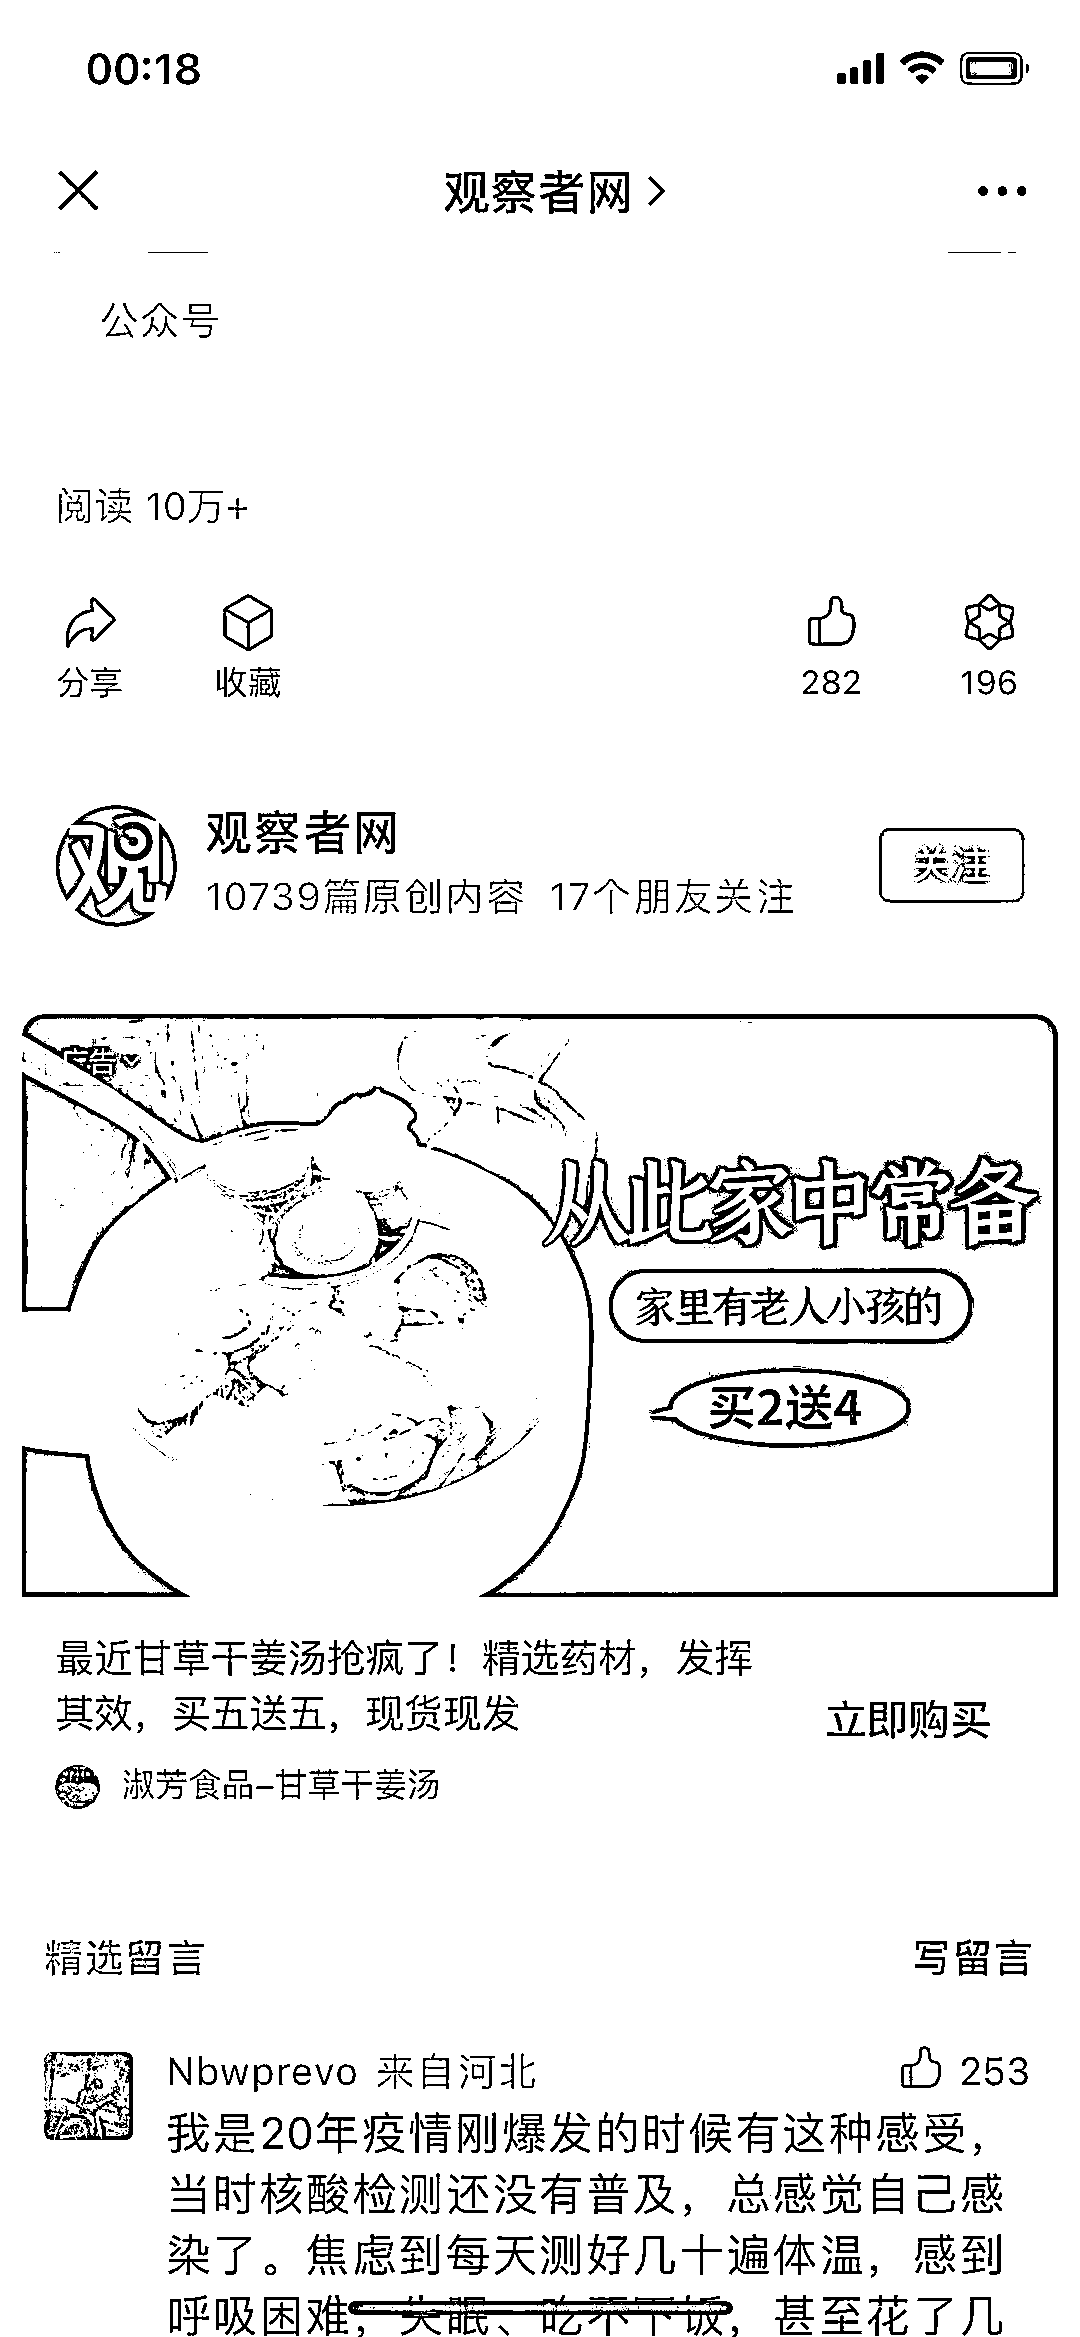 00:18
观察者网
公众号
阅读 10万+
分享 收藏 282 196
观
观察者网
10739篇原创内容 17个朋友关注
关注
广告
从此家中常备
家里有老人小孩的
买2送4
最近甘草干姜汤抢疯了！精选药材，发挥
其效，买五送五，现货现发
立即购买
淑芳食品-甘草干姜汤
精选留言 写留言
Nbwprevo 来自河北 253
我是20年疫情刚爆发的时候有这种感受，
当时核酸检测还没有普及，总感觉自己感
染了。焦虑到每天测好几十遍体温，感到
呼吸困难，失眠、吃不下饭，甚至花了几